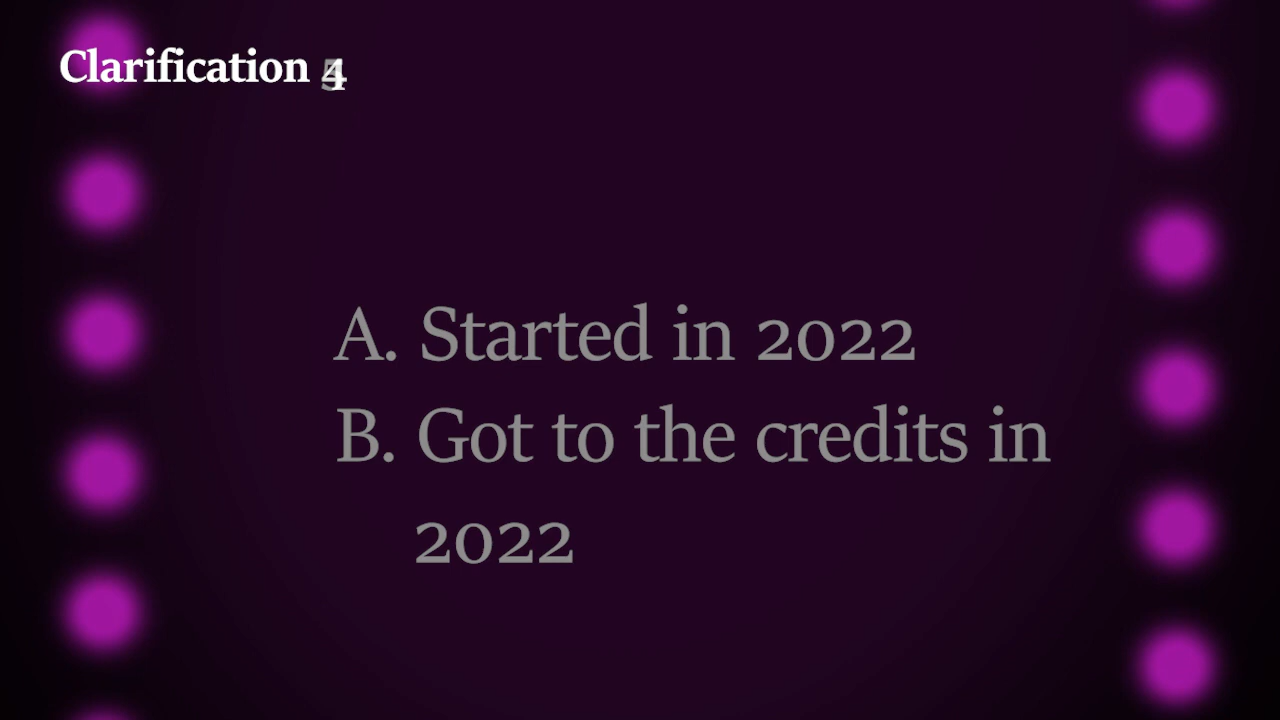 Clarification 4
A. Started in 2022
B. Got to the credits in
2022